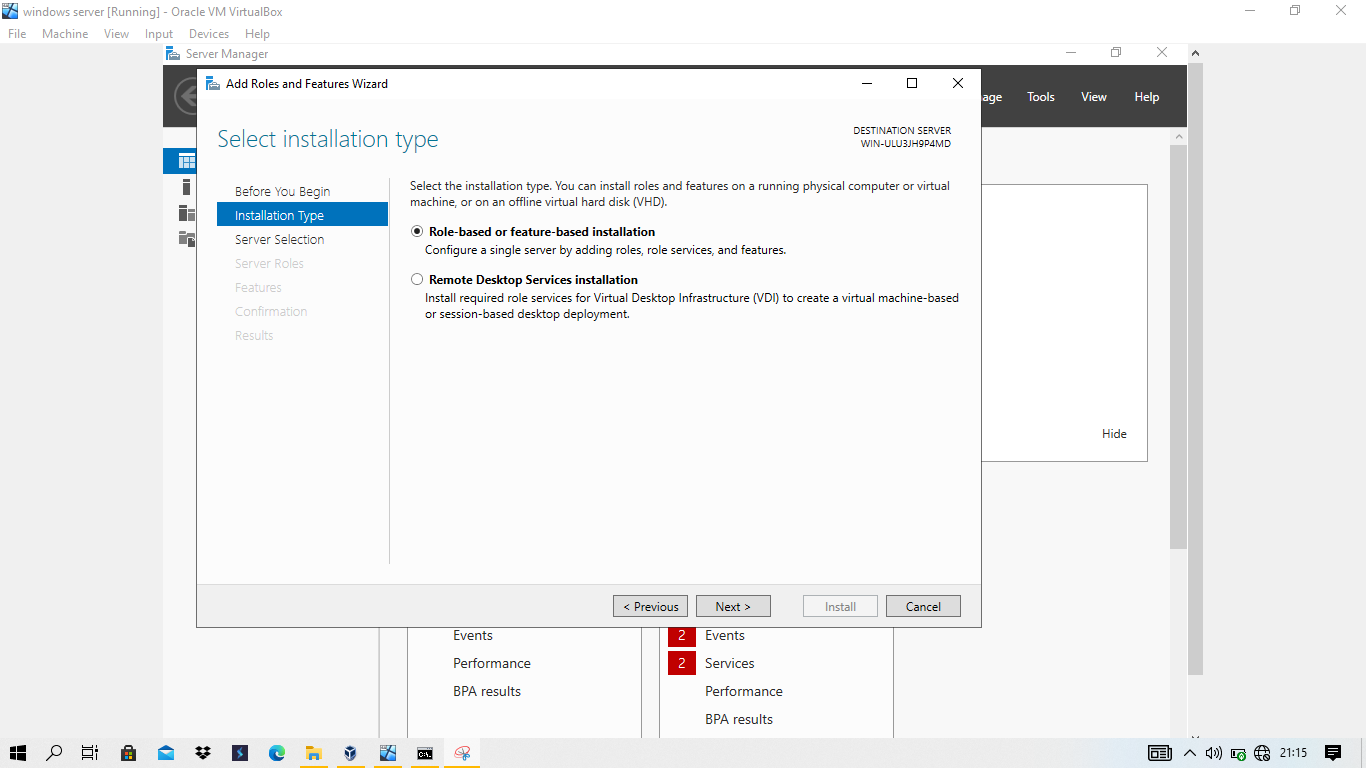 windows server [Running] - Oracle VM VirtualBox
File Machine View Input Devices Help
Server Manager
Add Roles and Features Wizard
age Tools View Help
Select installation type
DESTINATION SERVER
WIN-ULU3JH9P4MD
Before You Begin
Installation Type
Server Selection
Server Roles
Features
Confirmation
Results
Select the installation type. You can install roles and features on a running physical computer or virtual
machine, or on an offline virtual hard disk (VHD).
Role-based or feature-based installation
Configure a single server by adding roles, role services, and features.
Remote Desktop Services installation
Install required role services for Virtual Desktop Infrastructure (VDI) to create a virtual machine-based
or session-based desktop deployment.
Hide
< Previous Next > Install Cancel
Events
Performance
BPA results
2 Events
2 Services
Performance
BPA results
21:15